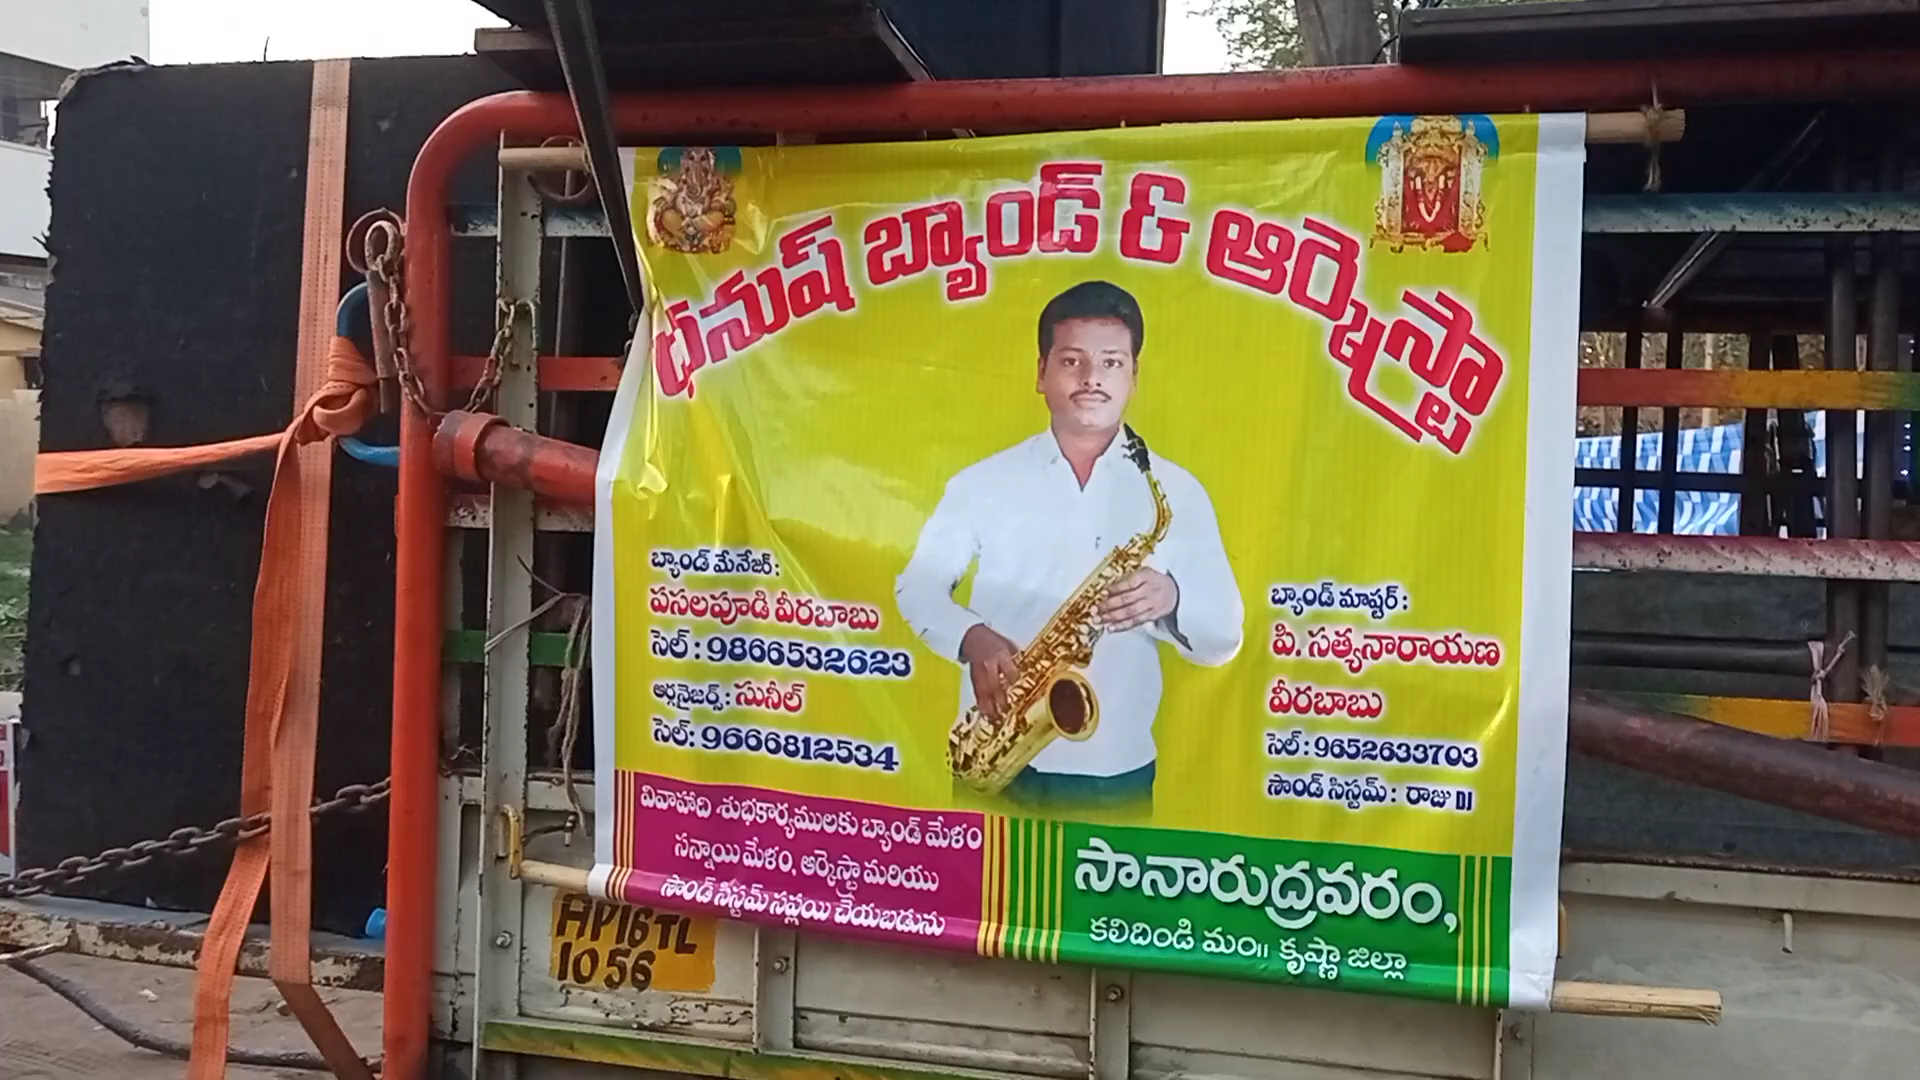 ధనుష్ బ్యాండ్ & ఆర్కెస్ట్రా
బ్యాండ్ మేనేజర్:
పసలపూడి వీరబాబు
సెల్ : 9866532623
ఆర్గనైజర్స్: సునీల్
సెల్: 9666812534
బ్యాండ్ మాష్టర్ :
పి. సత్యనారాయణ
వీరబాబు
సెల్ : 9652633703
సౌండ్ సిస్టమ్ : రాజు DJ
వివాహాది శుభకార్యములకు బ్యాండ్ మేళం
సన్నాయి మేళం, ఆర్కెస్ట్రా మరియు
సౌండ్ సిస్టమ్ సప్లయి చేయబడును
సానారుద్రవరం,
కలిదిండి మం॥ కృష్ణా జిల్లా
AP16TL
1056